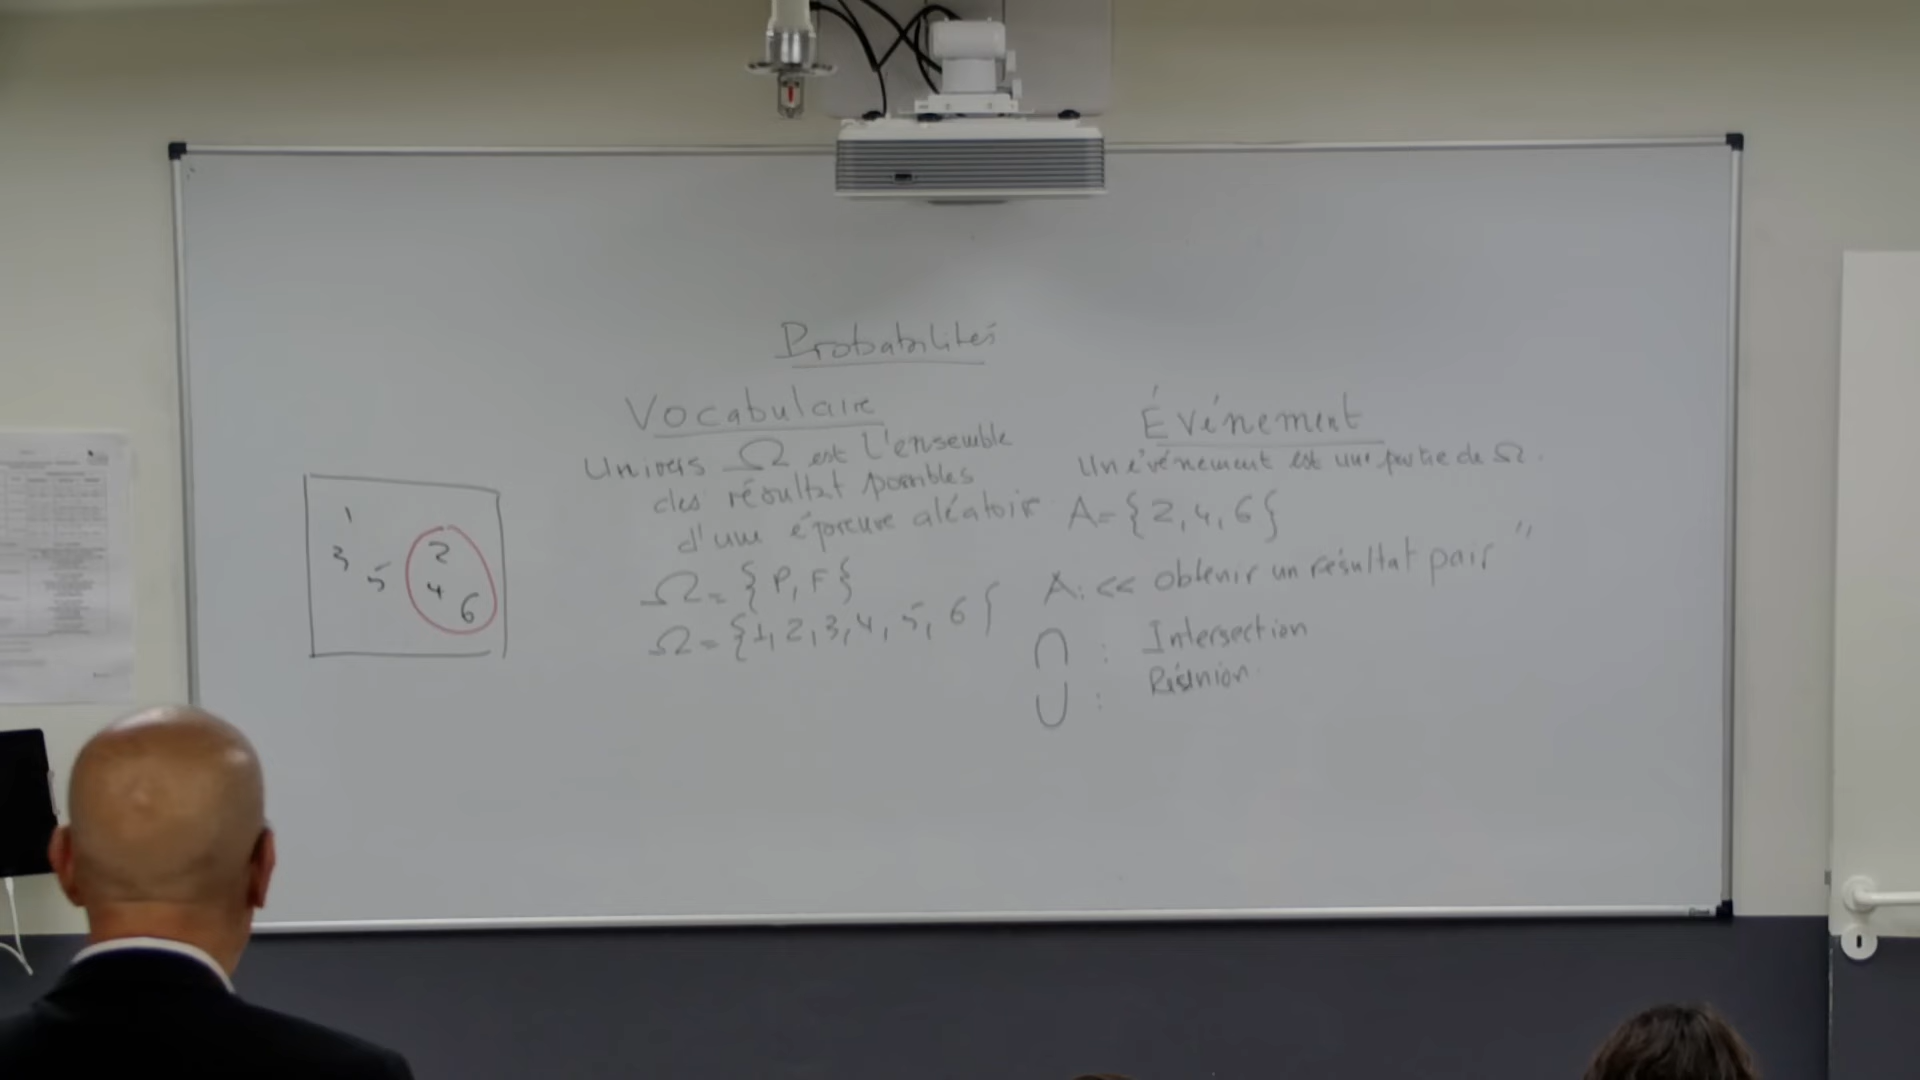 Probabilités
Vocabulaire
Univers Ω est l'ensemble
des résultat possibles
d'une épreuve aléatoire
Ω = { P, F }
Ω = { 1, 2, 3, 4, 5, 6 }
Événement
Un événement est une partie de Ω.
A = { 2, 4, 6 }
A : << obtenir un résultat pair "
∩ : Intersection
∪ : Réunion
1
3 5
2
4
6